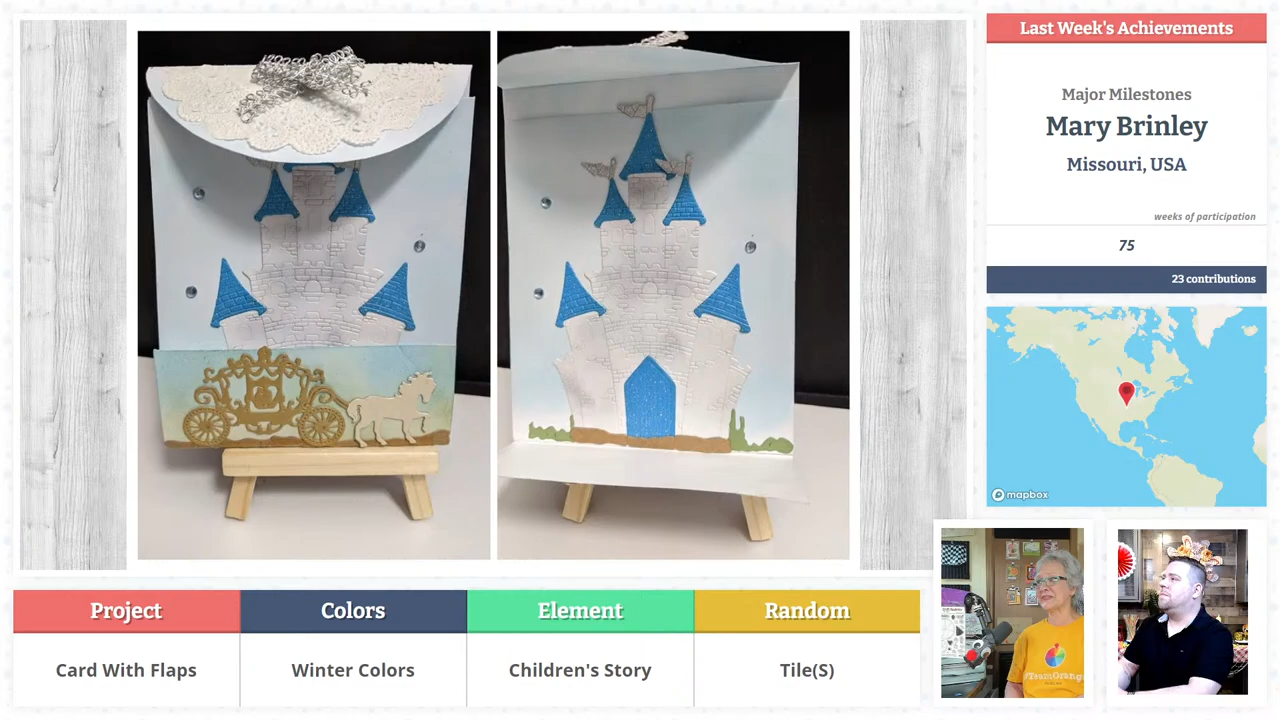 Last Week's Achievements
Major Milestones
Mary Brinley
Missouri, USA
weeks of participation
75
23 contributions
mapbox
Project
Colors
Element
Random
Card With Flaps
Winter Colors
Children's Story
Tile(S)
#TeamOrange